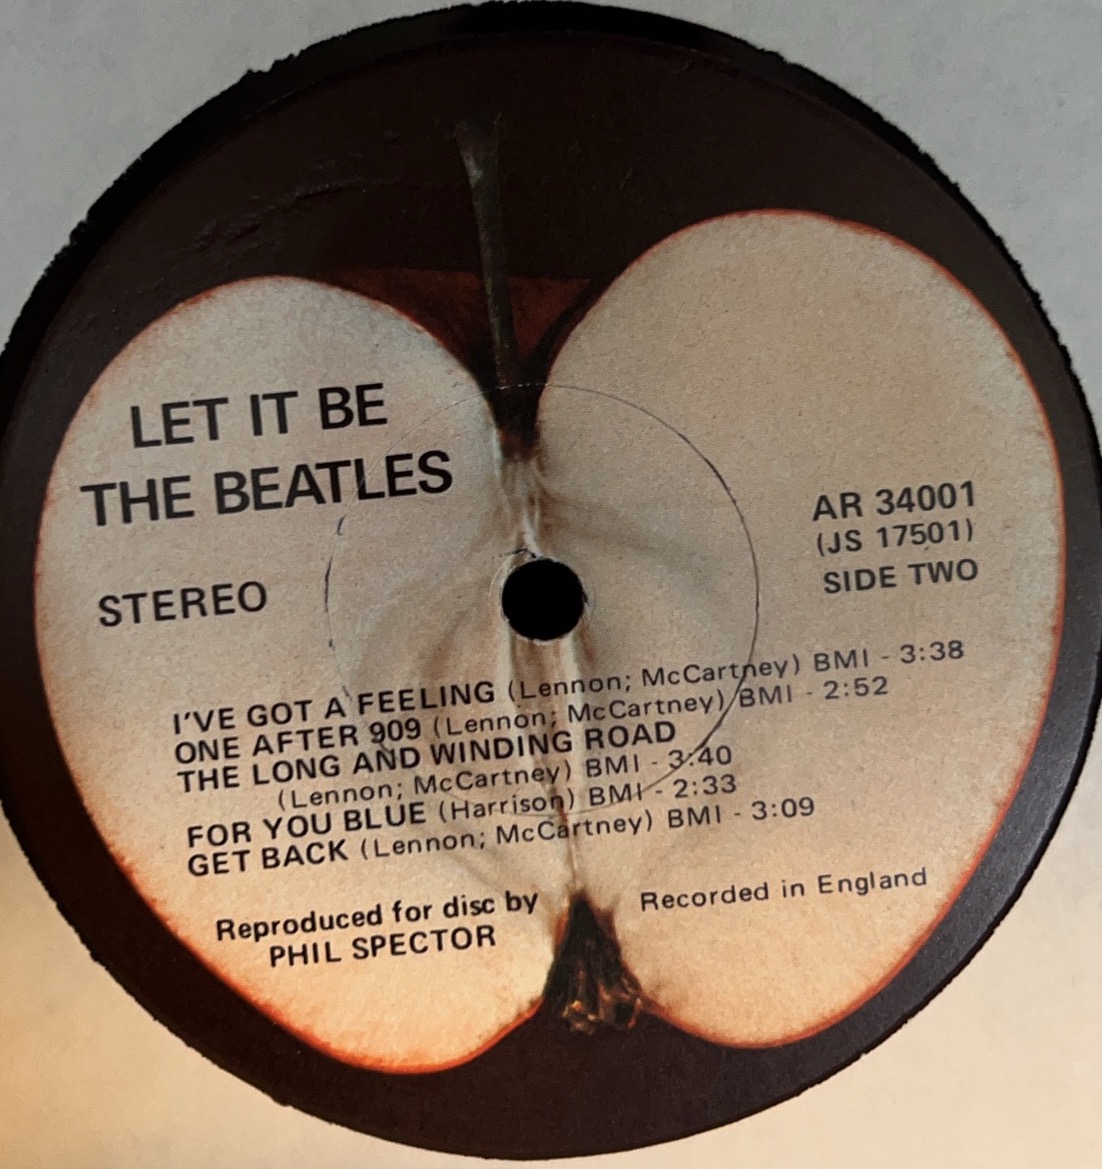 LET IT BE
THE BEATLES
STEREO
AR 34001
(JS 17501)
SIDE TWO
I'VE GOT A FEELING (Lennon; McCartney) BMI - 3:38
ONE AFTER 909 (Lennon; McCartney) BMI - 2:52
THE LONG AND WINDING ROAD
(Lennon; McCartney) BMI - 3:40
FOR YOU BLUE (Harrison) BMI - 2:33
GET BACK (Lennon; McCartney) BMI - 3:09
Reproduced for disc by
PHIL SPECTOR
Recorded in England